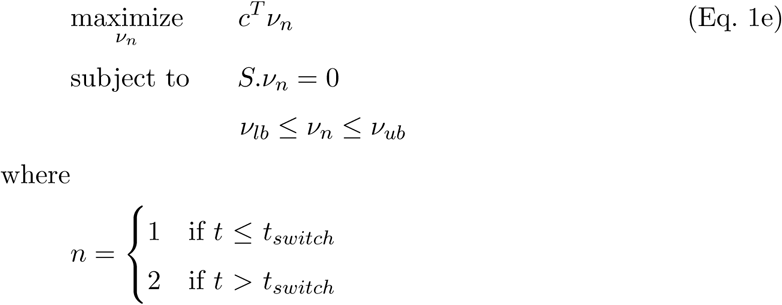 maximize c^T ν_n (Eq. 1e)
ν_n
subject to S.ν_n = 0
ν_lb ≤ ν_n ≤ ν_ub
where
n = { 1 if t ≤ t_switch
2 if t > t_switch